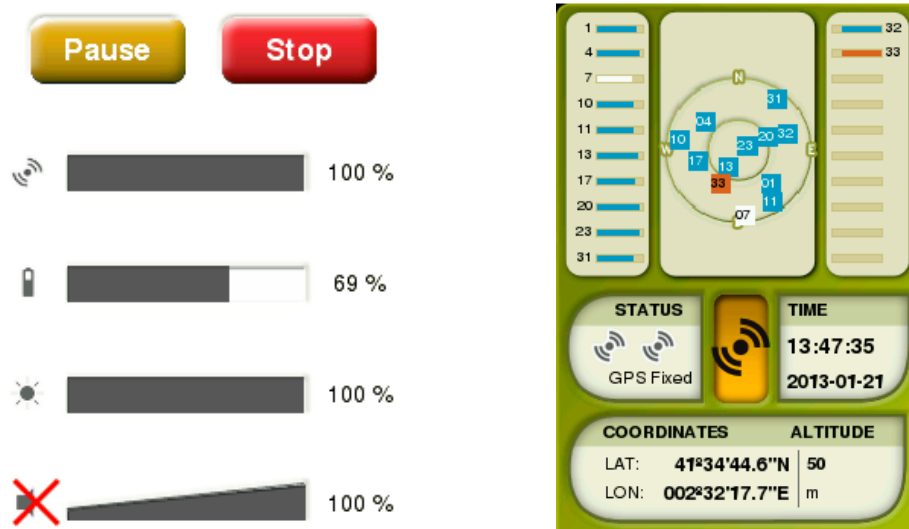 Pause
Stop
100 %
69 %
100 %
100 %
1
4
7
10
11
13
17
20
23
31
32
33
N
31
04
10
W
20
32
23
E
17
13
33
01
11
07
STATUS
GPS Fixed
TIME
13:47:35
2013-01-21
COORDINATES
ALTITUDE
LAT: 41º34'44.6"N 50
LON: 002º32'17.7"E m